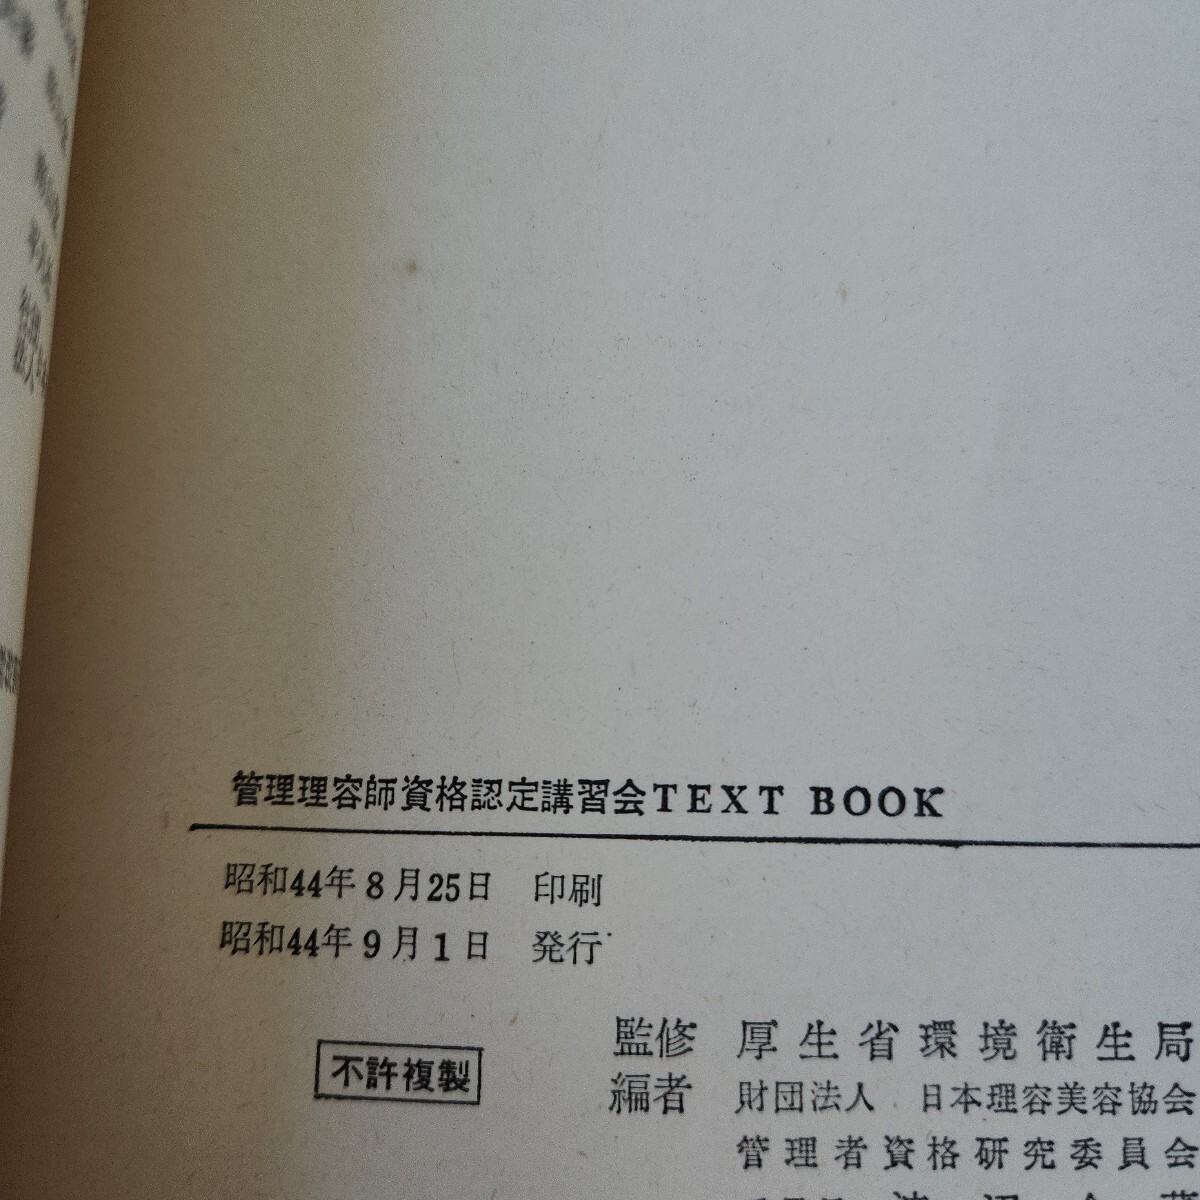 管理理容師資格認定講習会TEXT BOOK
昭和44年8月25日 印刷
昭和44年9月1日 発行
不許複製
監修 厚生省環境衛生局
編者 財団法人 日本理容美容協会
管理者資格研究委員会